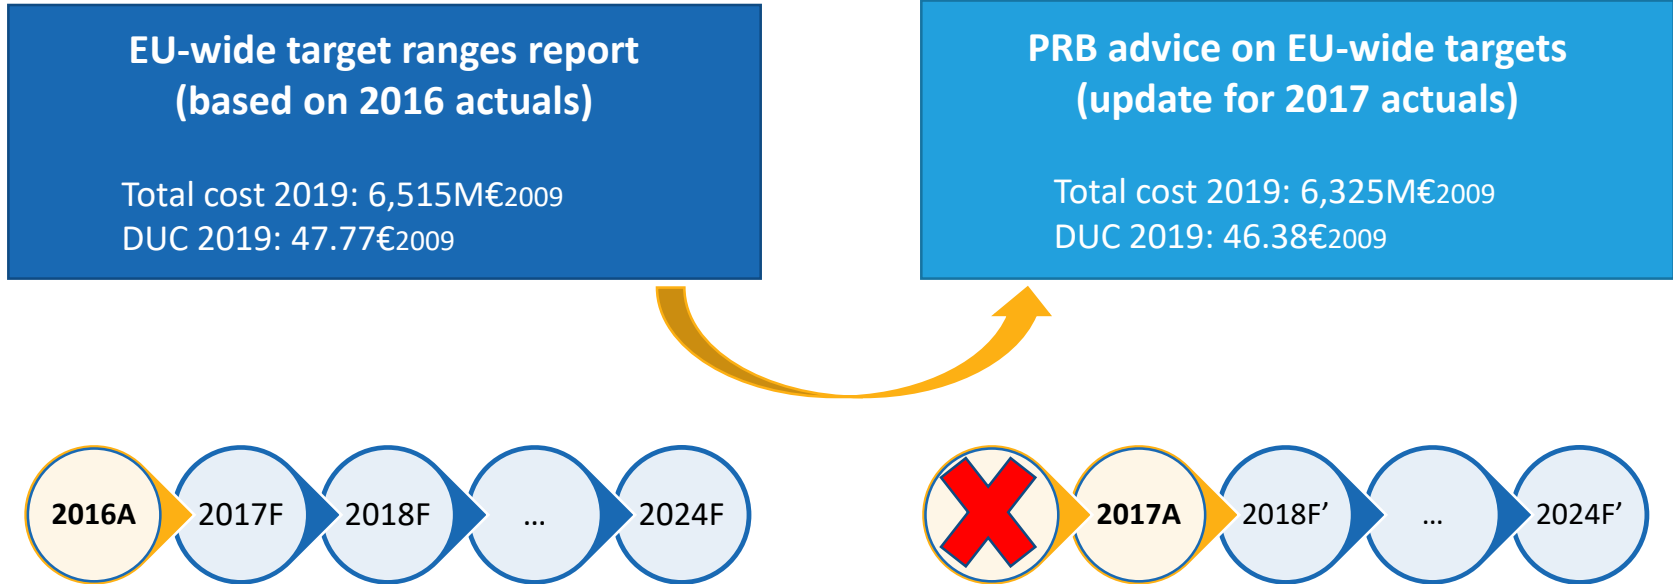 EU-wide target ranges report
(based on 2016 actuals)
Total cost 2019: 6,515M€2009
DUC 2019: 47.77€2009
PRB advice on EU-wide targets
(update for 2017 actuals)
Total cost 2019: 6,325M€2009
DUC 2019: 46.38€2009
2016A
2017F
2018F
...
2024F
2017A
2018F’
...
2024F’